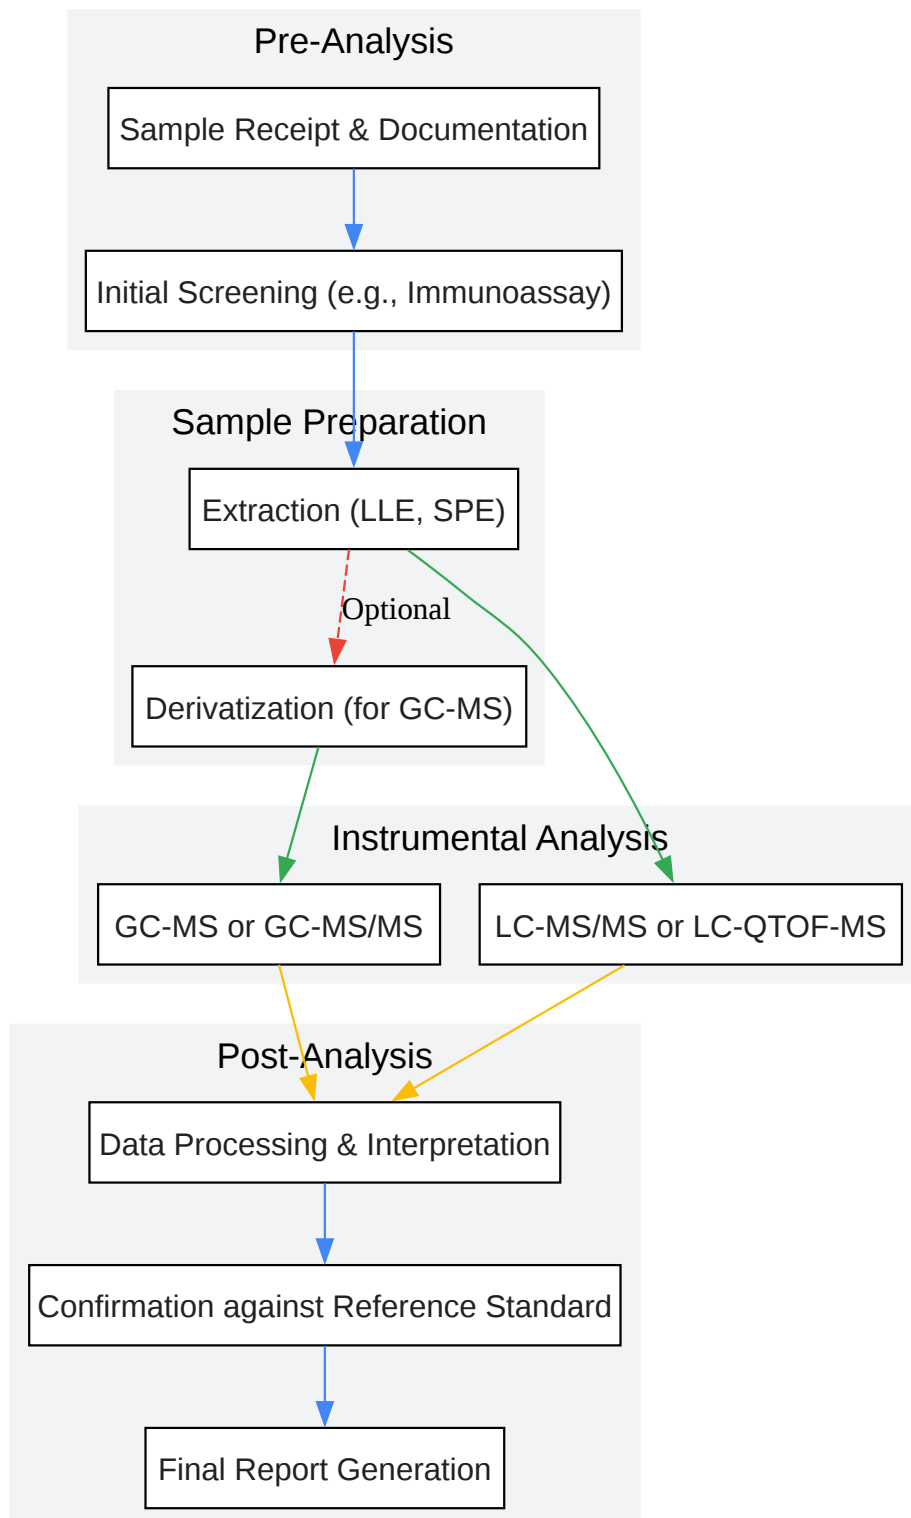 Pre-Analysis
Sample Receipt & Documentation
Initial Screening (e.g., Immunoassay)
Sample Preparation
Extraction (LLE, SPE)
Optional
Derivatization (for GC-MS)
Instrumental Analysis
GC-MS or GC-MS/MS
LC-MS/MS or LC-QTOF-MS
Post-Analysis
Data Processing & Interpretation
Confirmation against Reference Standard
Final Report Generation